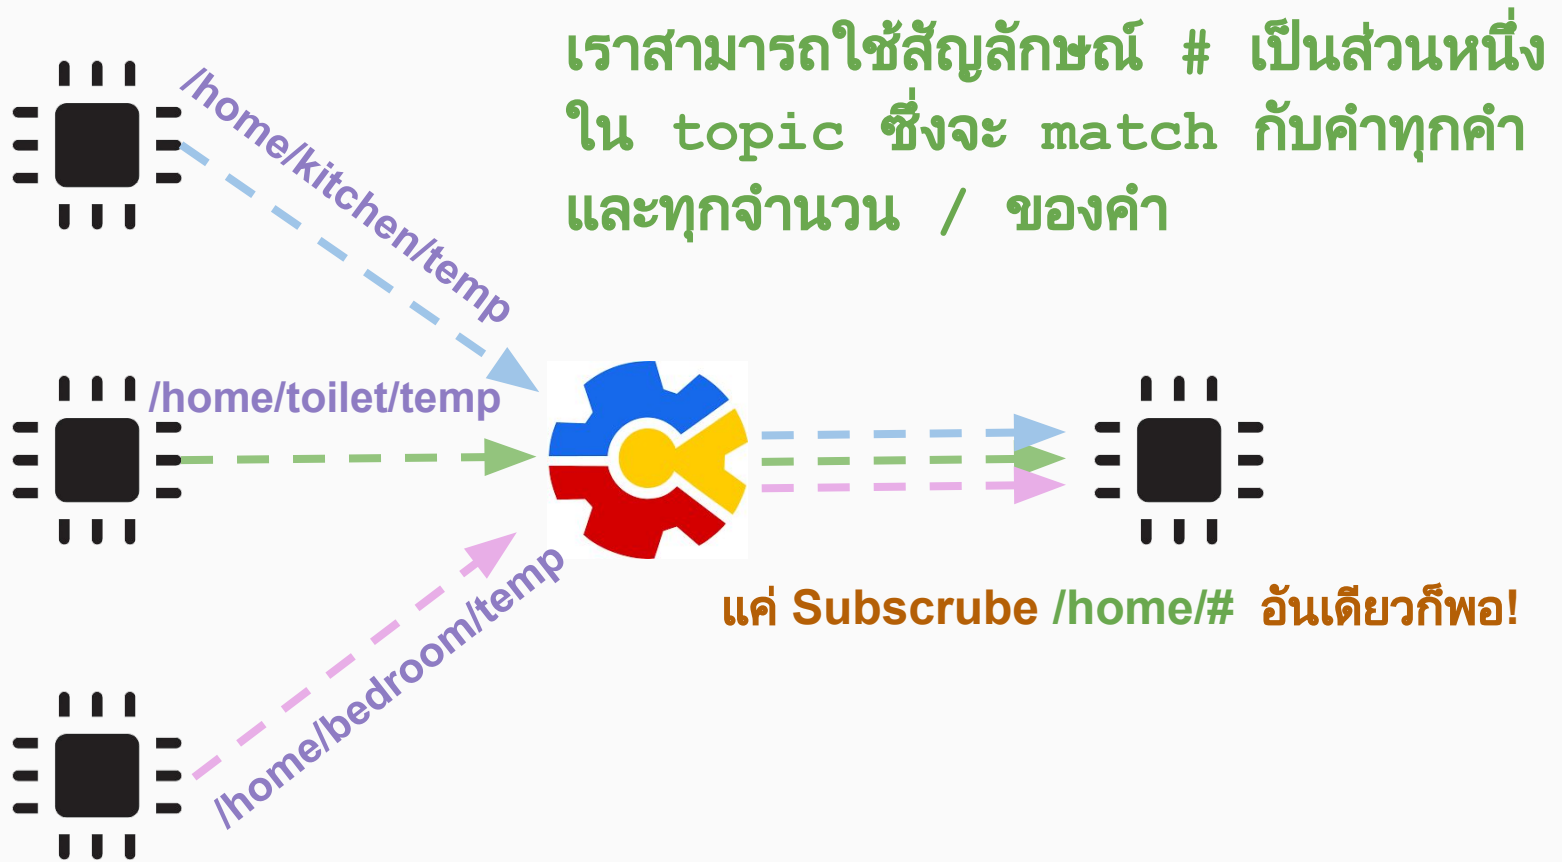 เราสามารถใช้สัญลักษณ์ # เป็นส่วนหนึ่ง
ใน topic ซึ่งจะ match กับคำทุกคำ
และทุกจำนวน / ของคำ
/home/kitchen/temp
/home/toilet/temp
/home/bedroom/temp
แค่ Subscrube /home/# อันเดียวก็พอ!